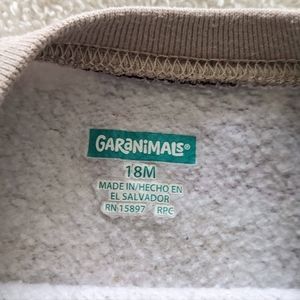 GARANIMALS®
18M
MADE IN/HECHO EN
EL SALVADOR
RN 15897 RPC